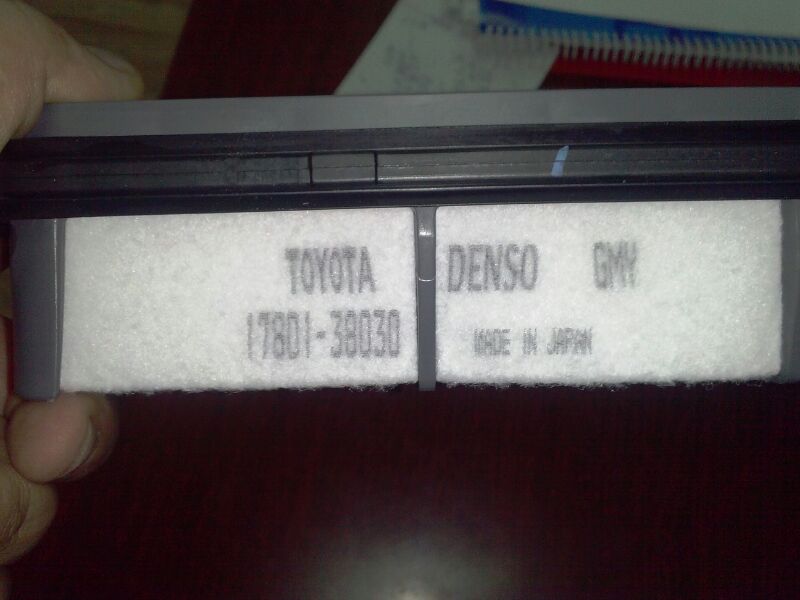 TOYOTA DENSO GMY
17801-38030 MADE IN JAPAN